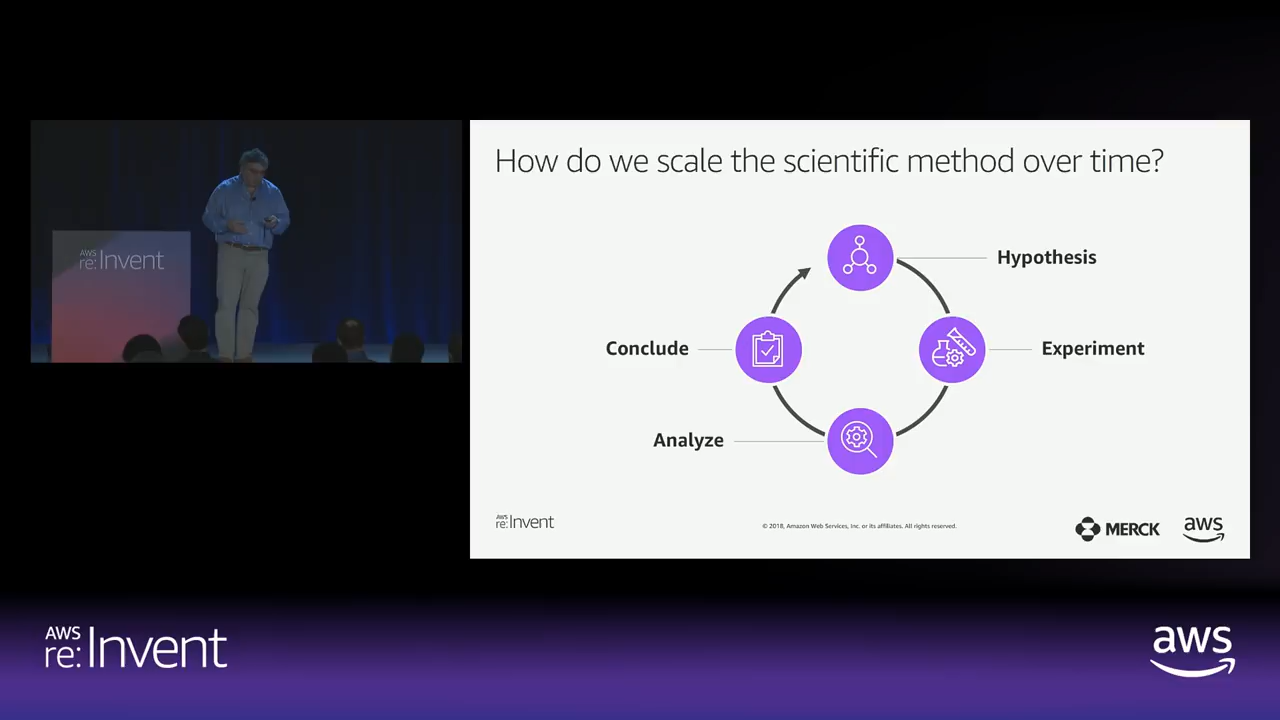 AWS
re:Invent
How do we scale the scientific method over time?
Hypothesis
Conclude
Experiment
Analyze
AWS
re:Invent
© 2018, Amazon Web Services, Inc. or its affiliates. All rights reserved.
MERCK
aws
AWS
re:Invent
aws